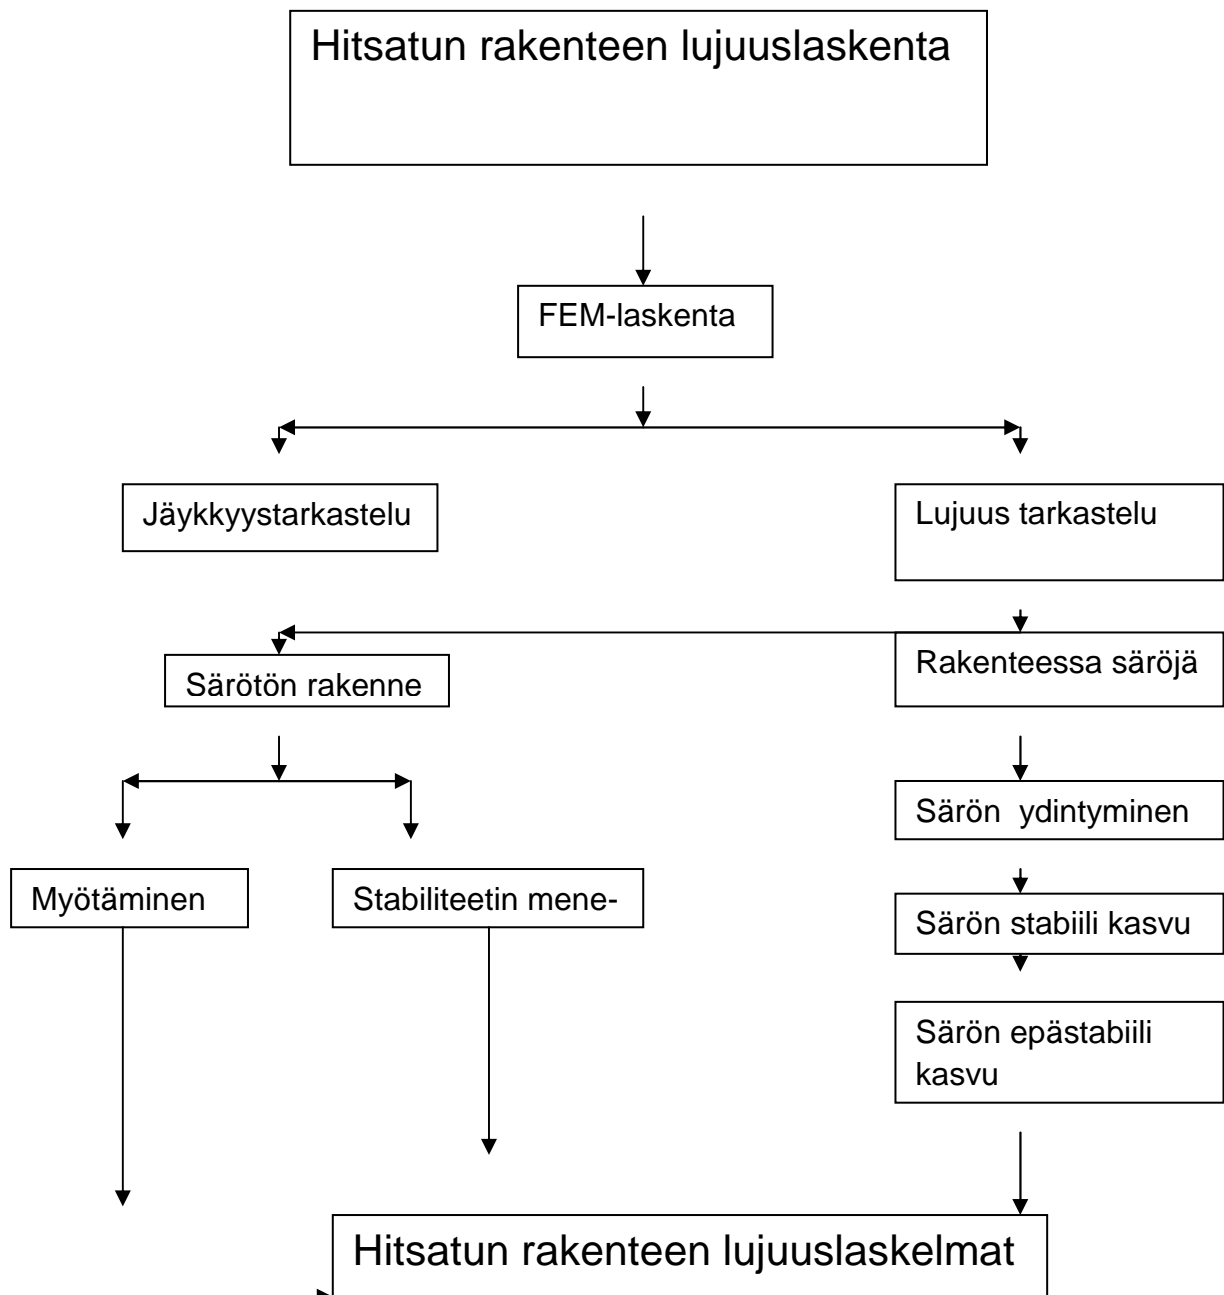 Hitsatun rakenteen lujuuslaskenta
FEM-laskenta
Jäykkyystarkastelu
Lujuus tarkastelu
Särötön rakenne
Rakenteessa säröjä
Särön ydintyminen
Myötäminen
Stabiliteetin mene-
Särön stabiili kasvu
Särön epästabiili
kasvu
Hitsatun rakenteen lujuuslaskelmat